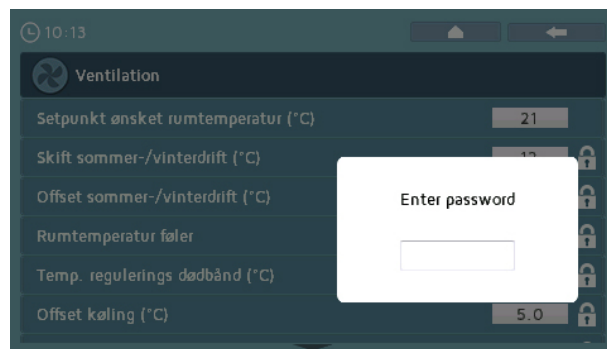 10:13
Ventilation
Setpunkt ønsket rumtemperatur (°C) 21
Skift sommer-/vinterdrift (°C)
Offset sommer-/vinterdrift (°C)
Enter password
Rumtemperatur føler
Temp. regulerings dødbånd (°C)
Offset køling (°C) 5.0